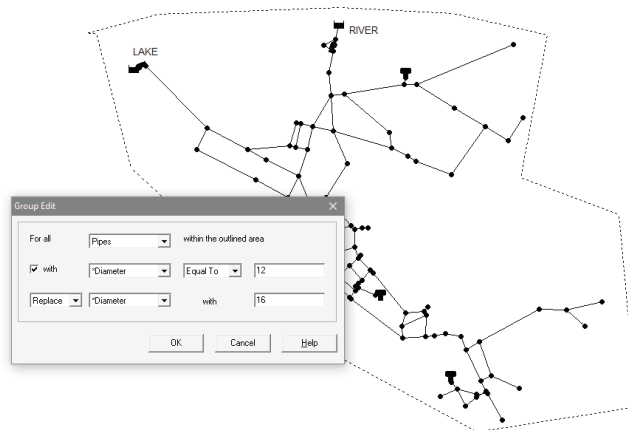 RIVER
LAKE
Group Edit
For all Pipes within the outlined area
with *Diameter Equal To 12
Replace *Diameter with 16
OK Cancel Help